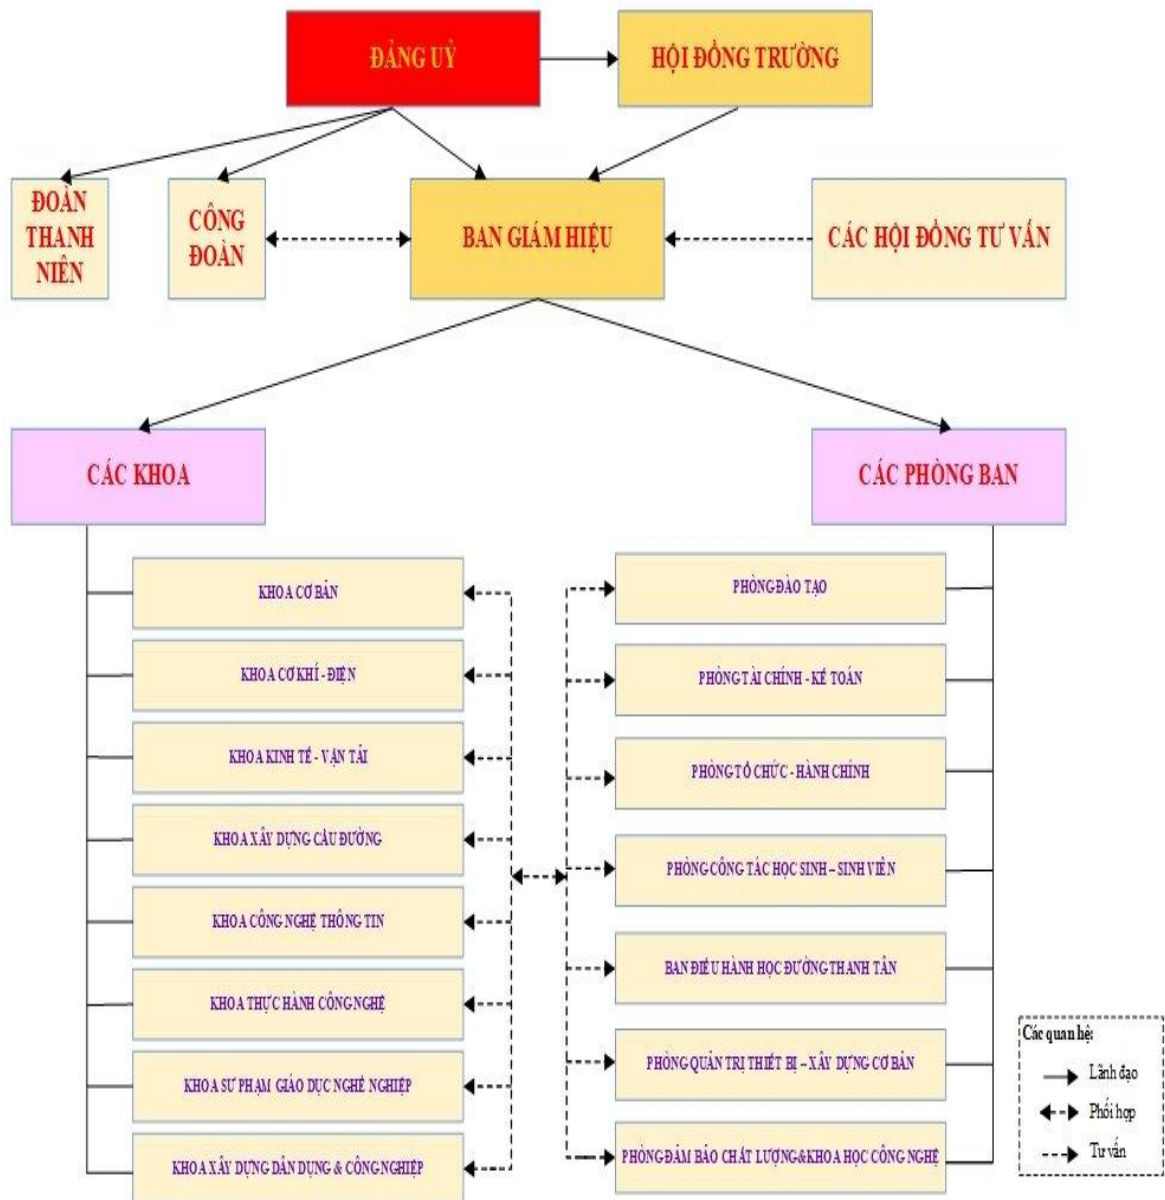 ĐẢNG UỶ
HỘI ĐỒNG TRƯỜNG
ĐOÀN
THANH
NIÊN
CÔNG
ĐOÀN
BAN GIÁM HIỆU
CÁC HỘI ĐỒNG TƯ VẤN
CÁC KHOA
CÁC PHÒNG BAN
KHOA CƠ BẢN
KHOA CƠ KHÍ - ĐIỆN
KHOA KINH TẾ - VẬN TẢI
KHOA XÂY DỰNG CẦU ĐƯỜNG
KHOA CÔNG NGHỆ THÔNG TIN
KHOA THỰC HÀNH CÔNG NGHỆ
KHOA SƯ PHẠM GIÁO DỤC NGHỀ NGHIỆP
KHOA XÂY DỰNG DÂN DỤNG & CÔNG NGHIỆP
PHÒNG ĐÀO TẠO
PHÒNG TÀI CHÍNH - KẾ TOÁN
PHÒNG TỔ CHỨC - HÀNH CHÍNH
PHÒNG CÔNG TÁC HỌC SINH – SINH VIÊN
BAN ĐIỀU HÀNH HỌC ĐƯỜNG THANH TÂN
PHÒNG QUẢN TRỊ THIẾT BỊ – XÂY DỰNG CƠ BẢN
PHÒNG ĐẢM BẢO CHẤT LƯỢNG&KHOA HỌC CÔNG NGHỆ
Các quan hệ:
Lãnh đạo
Phối hợp
Tư vấn